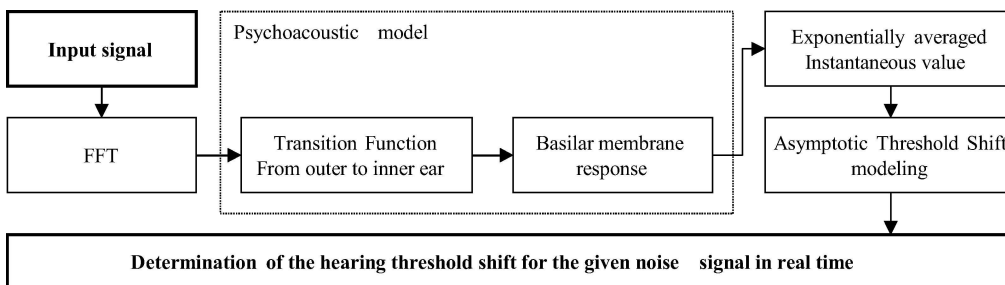 Input signal
FFT
Psychoacoustic model
Transition Function
From outer to inner ear
Basilar membrane
response
Exponentially averaged
Instantaneous value
Asymptotic Threshold Shift
modeling
Determination of the hearing threshold shift for the given noise signal in real time